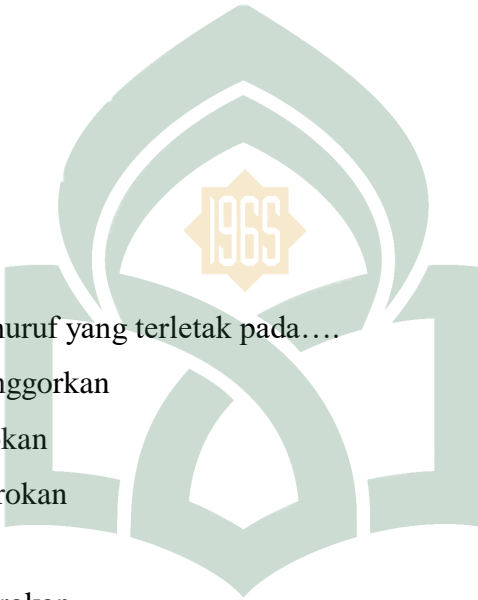 1965
huruf yang terletak pada….
nggorkan
kan
rokan